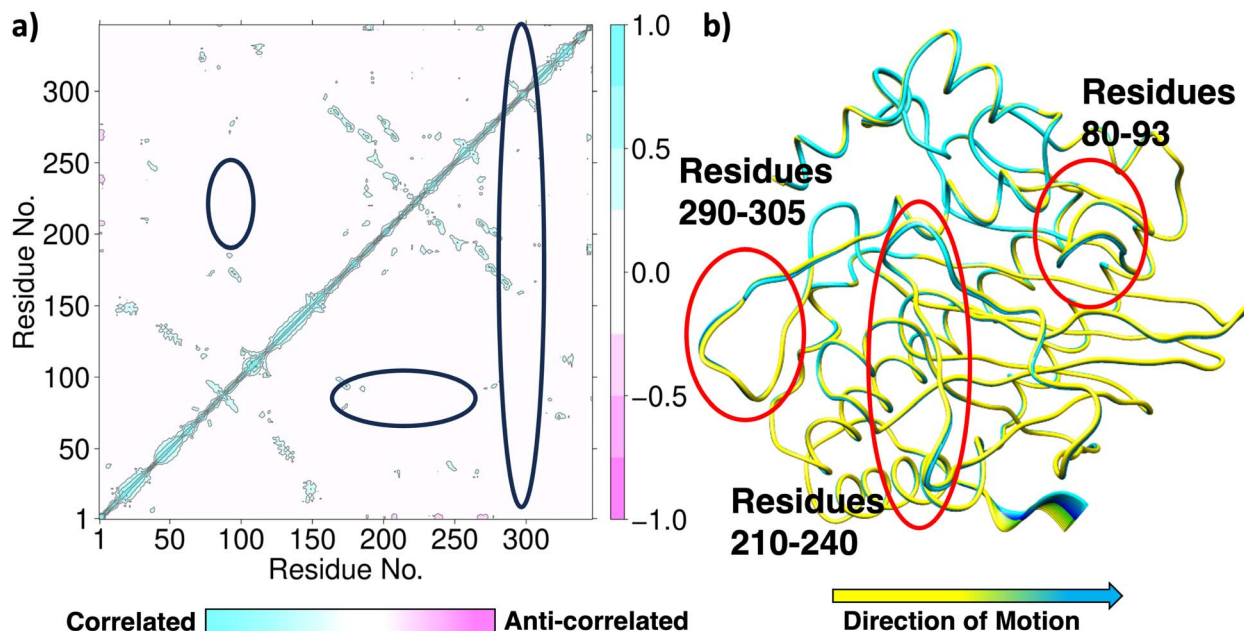 a)
Residue No.
300
250
200
150
100
50
1
1 50 100 150 200 250 300
Residue No.
1.0
0.5
0.0
−0.5
−1.0
Correlated
Anti-correlated
b)
Residues
80-93
Residues
290-305
Residues
210-240
Direction of Motion